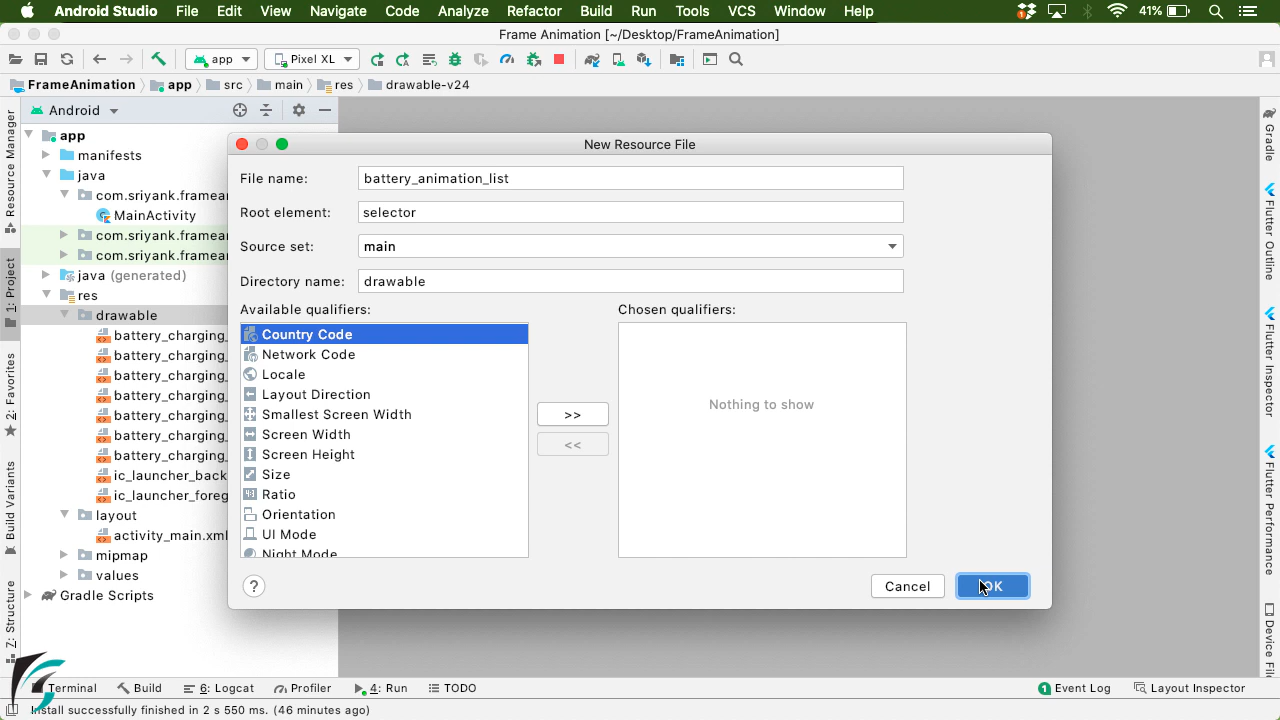 Android Studio File Edit View Navigate Code Analyze Refactor Build Run Tools VCS Window Help 41%
Frame Animation [~/Desktop/FrameAnimation]
app Pixel XL
FrameAnimation app src main res drawable-v24
Android
app
manifests
java
com.sriyank.framear
MainActivity
com.sriyank.framear
com.sriyank.framear
java (generated)
res
drawable
battery_charging_
battery_charging_
battery_charging_
battery_charging_
battery_charging_
battery_charging_
battery_charging_
ic_launcher_back
ic_launcher_foreg
layout
activity_main.xml
mipmap
values
Gradle Scripts
Resource Manager
1: Project
2: Favorites
Build Variants
Z: Structure
New Resource File
File name: battery_animation_list
Root element: selector
Source set: main
Directory name: drawable
Available qualifiers: Chosen qualifiers:
Country Code
Network Code
Locale
Layout Direction
Smallest Screen Width
Screen Width
Screen Height
Size
Ratio
Orientation
UI Mode
Night Mode
>>
<<
Nothing to show
?
Cancel OK
Gradle
Flutter Outline
Flutter Inspector
Flutter Performance
Device File
Terminal Build 6: Logcat Profiler 4: Run TODO 1 Event Log Layout Inspector
Install successfully finished in 2 s 550 ms. (46 minutes ago)